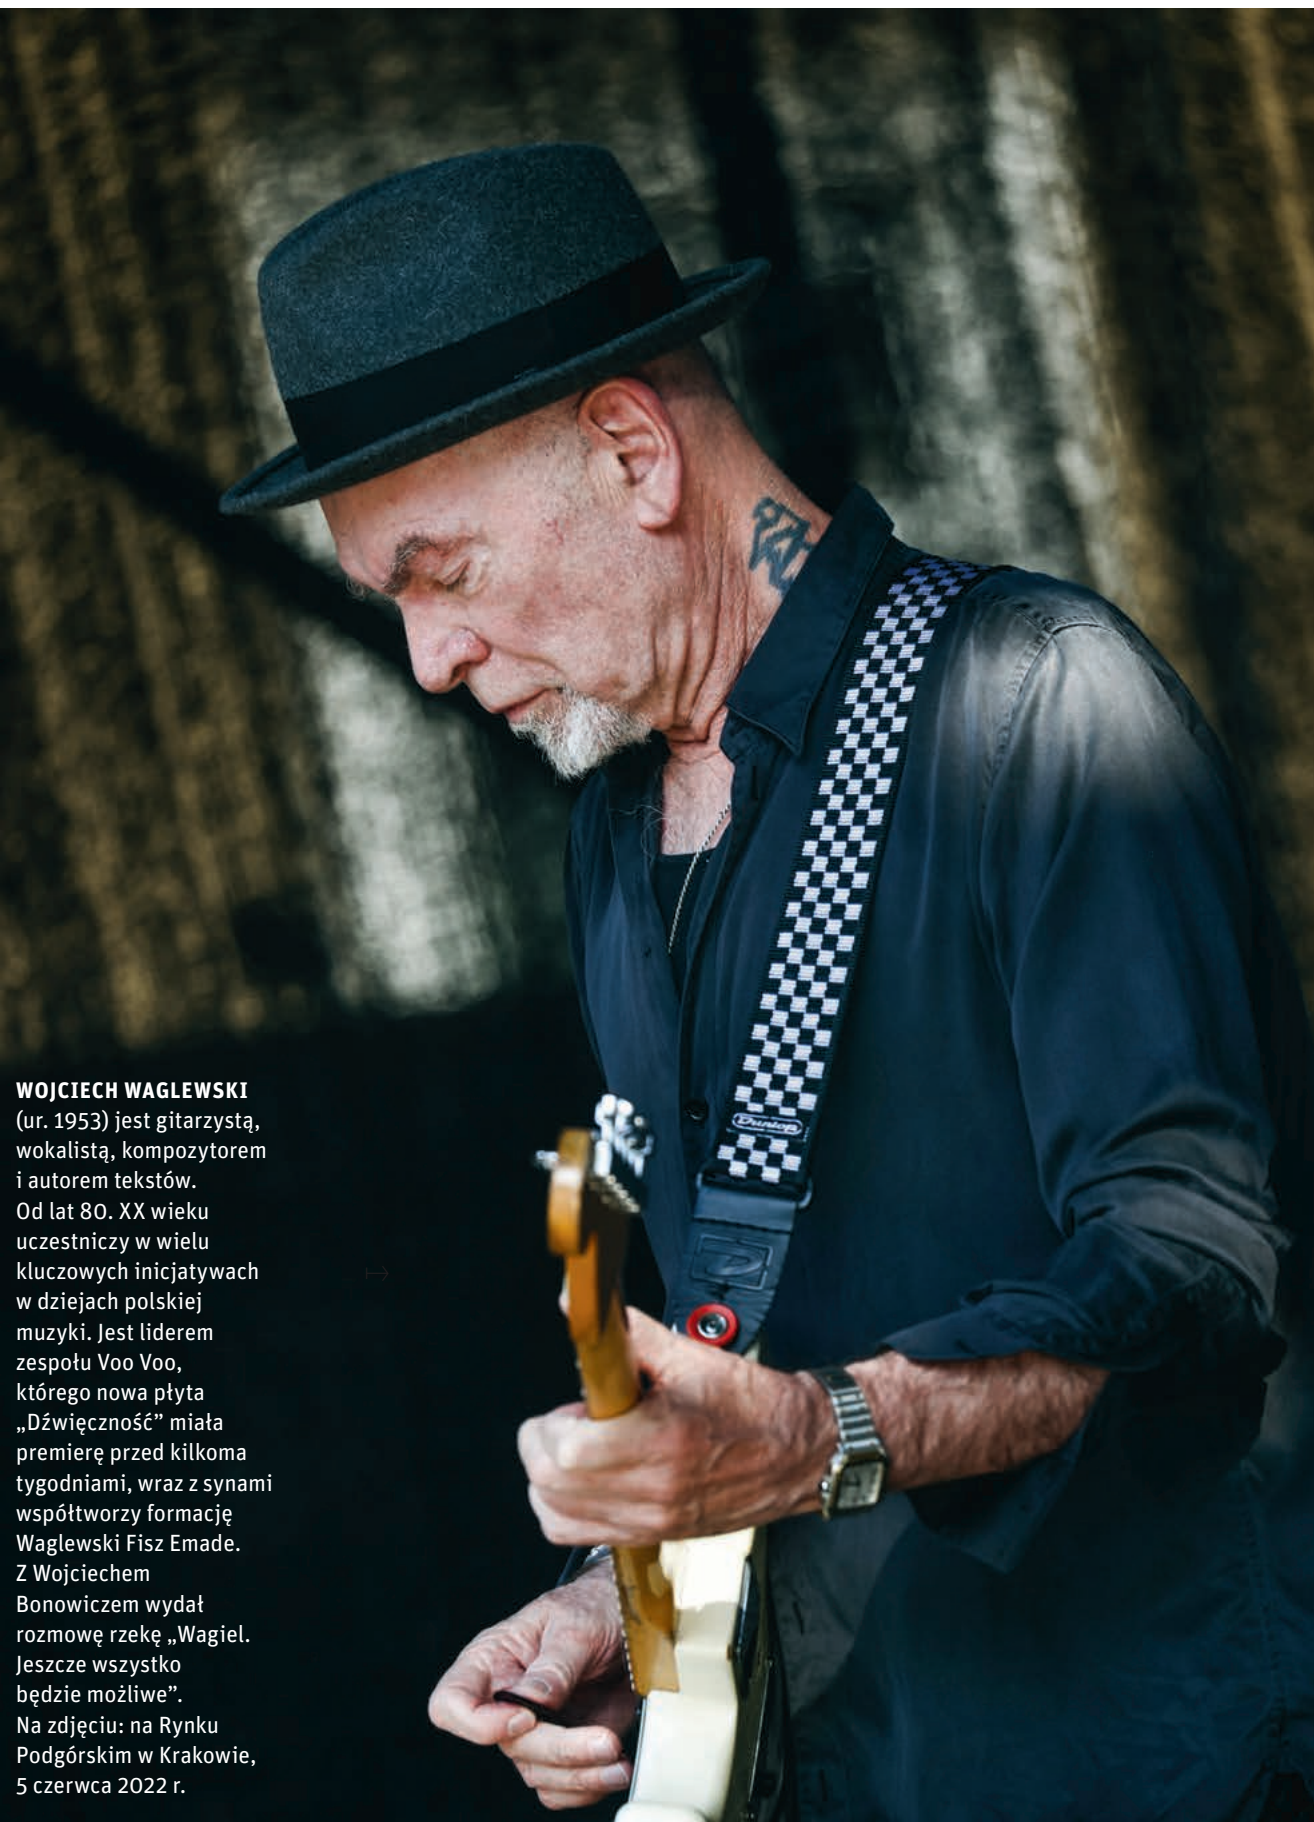 WOJCIECH WAGLEWSKI
(ur. 1953) jest gitarzystą,
wokalistą, kompozytorem
i autorem tekstów.
Od lat 80. XX wieku
uczestniczy w wielu
kluczowych inicjatywach
w dziejach polskiej
muzyki. Jest liderem
zespołu Voo Voo,
którego nowa płyta
„Dźwięczność” miała
premierę przed kilkoma
tygodniami, wraz z synami
współtworzy formację
Waglewski Fisz Emade.
Z Wojciechem
Bonowiczem wydał
rozmowę rzekę „Wagiel.
Jeszcze wszystko
będzie możliwe”.
Na zdjęciu: na Rynku
Podgórskim w Krakowie,
5 czerwca 2022 r.
Dunlop